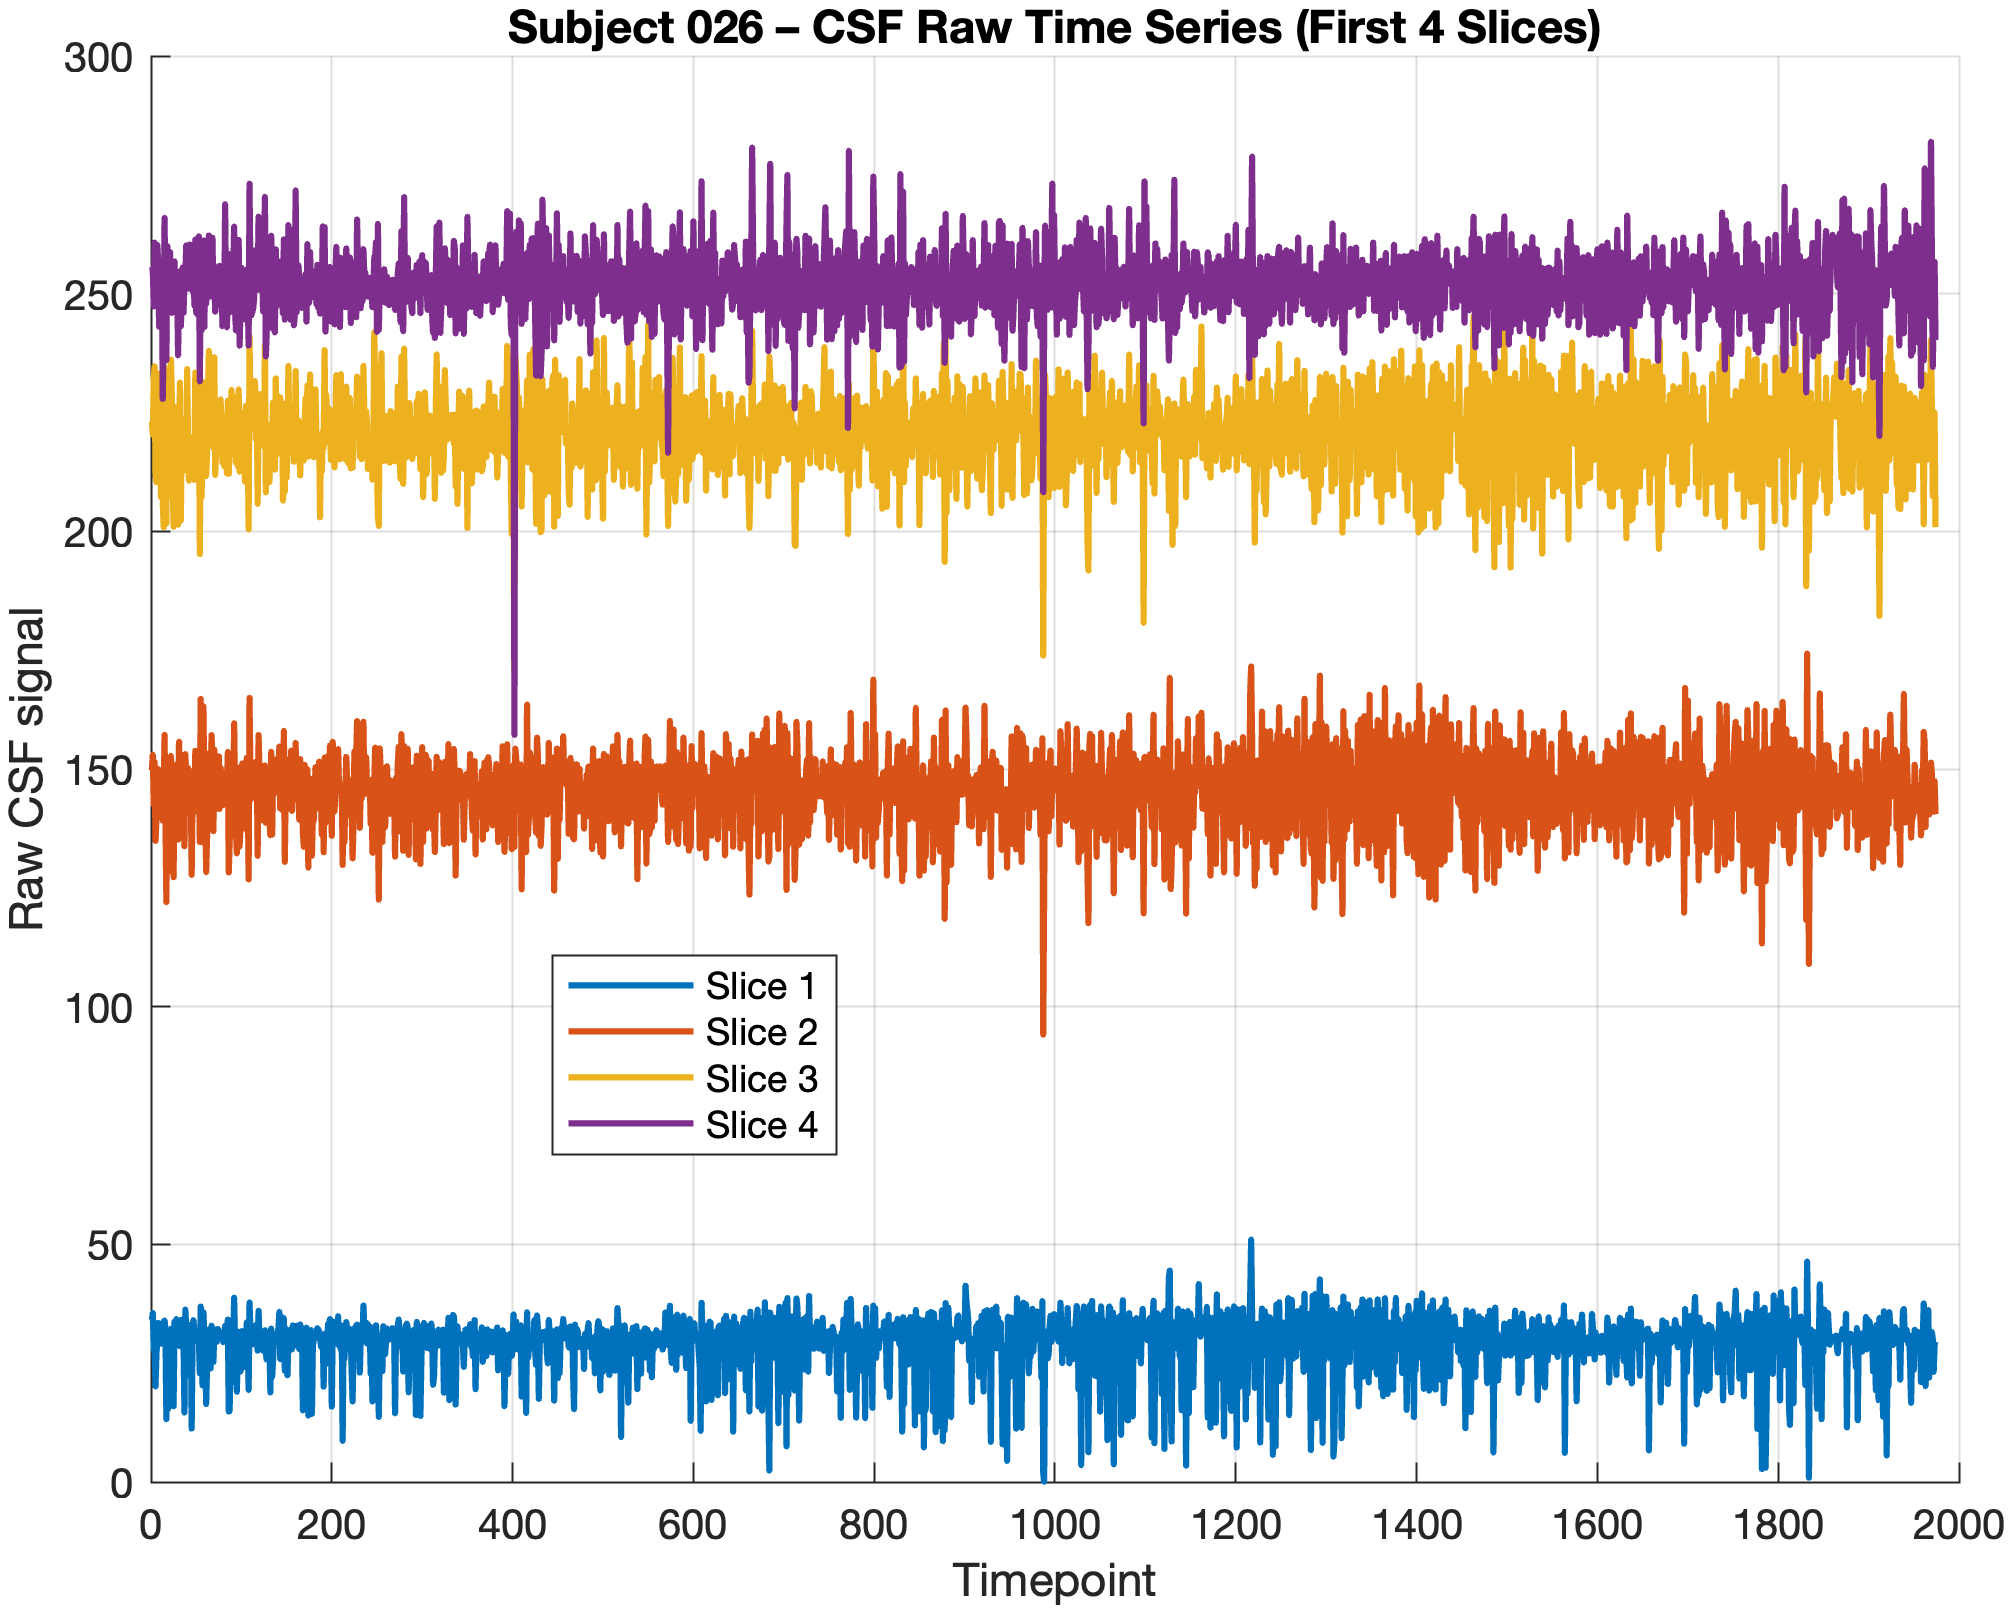 Subject 026 – CSF Raw Time Series (First 4 Slices)
300
250
200
150
100
50
0
Raw CSF signal
Slice 1
Slice 2
Slice 3
Slice 4
0 200 400 600 800 1000 1200 1400 1600 1800 2000
Timepoint